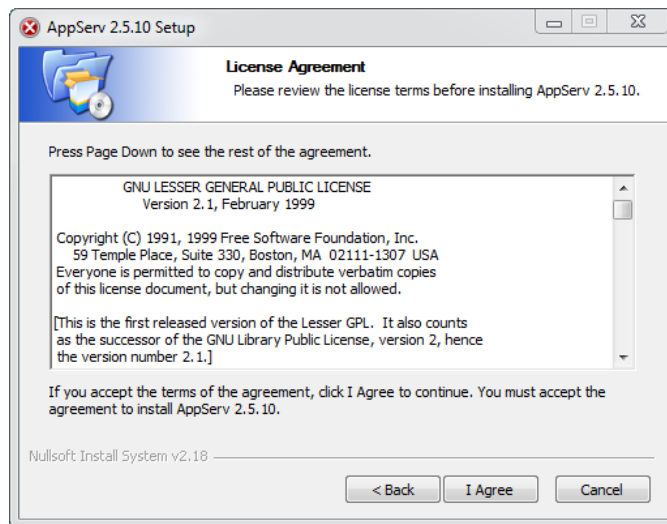 AppServ 2.5.10 Setup
License Agreement
Please review the license terms before installing AppServ 2.5.10.
Press Page Down to see the rest of the agreement.
GNU LESSER GENERAL PUBLIC LICENSE
Version 2.1, February 1999
Copyright (C) 1991, 1999 Free Software Foundation, Inc.
59 Temple Place, Suite 330, Boston, MA  02111-1307  USA
Everyone is permitted to copy and distribute verbatim copies
of this license document, but changing it is not allowed.
[This is the first released version of the Lesser GPL.  It also counts
as the successor of the GNU Library Public License, version 2, hence
the version number 2.1.]
If you accept the terms of the agreement, click I Agree to continue. You must accept the
agreement to install AppServ 2.5.10.
Nullsoft Install System v2.18
< Back
I Agree
Cancel